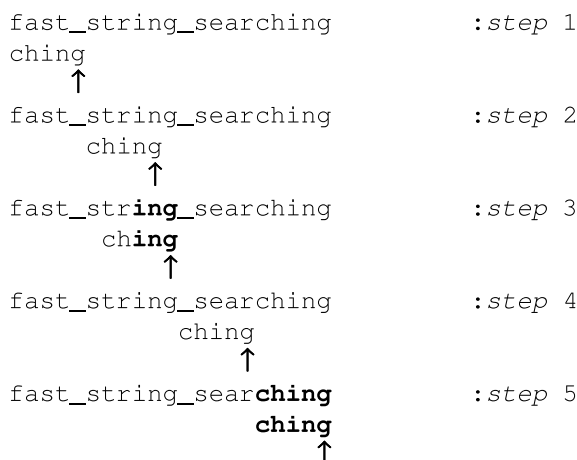 fast_string_searching :step 1
ching
↑
fast_string_searching :step 2
ching
↑
fast_string_searching :step 3
ching
↑
fast_string_searching :step 4
ching
↑
fast_string_searching :step 5
ching
↑